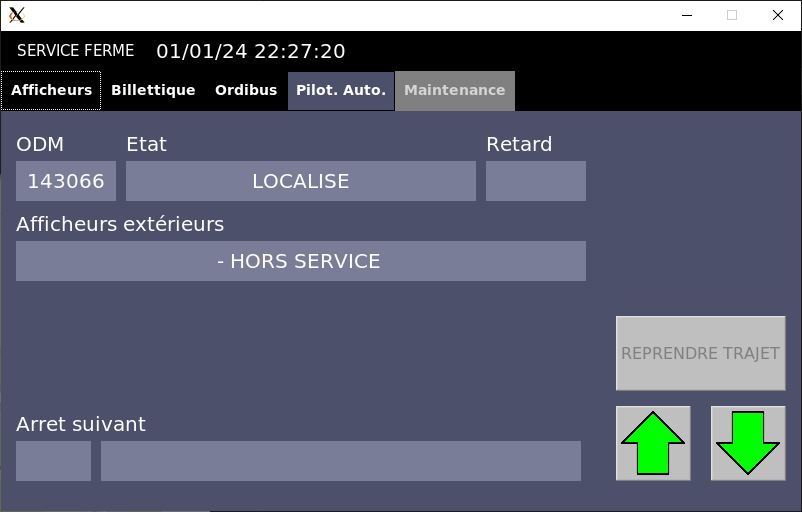 SERVICE FERME 01/01/24 22:27:20
Afficheurs Billettique Ordibus Pilot. Auto. Maintenance
ODM Etat Retard
143066 LOCALISE
Afficheurs extérieurs
- HORS SERVICE
REPRENDRE TRAJET
Arret suivant